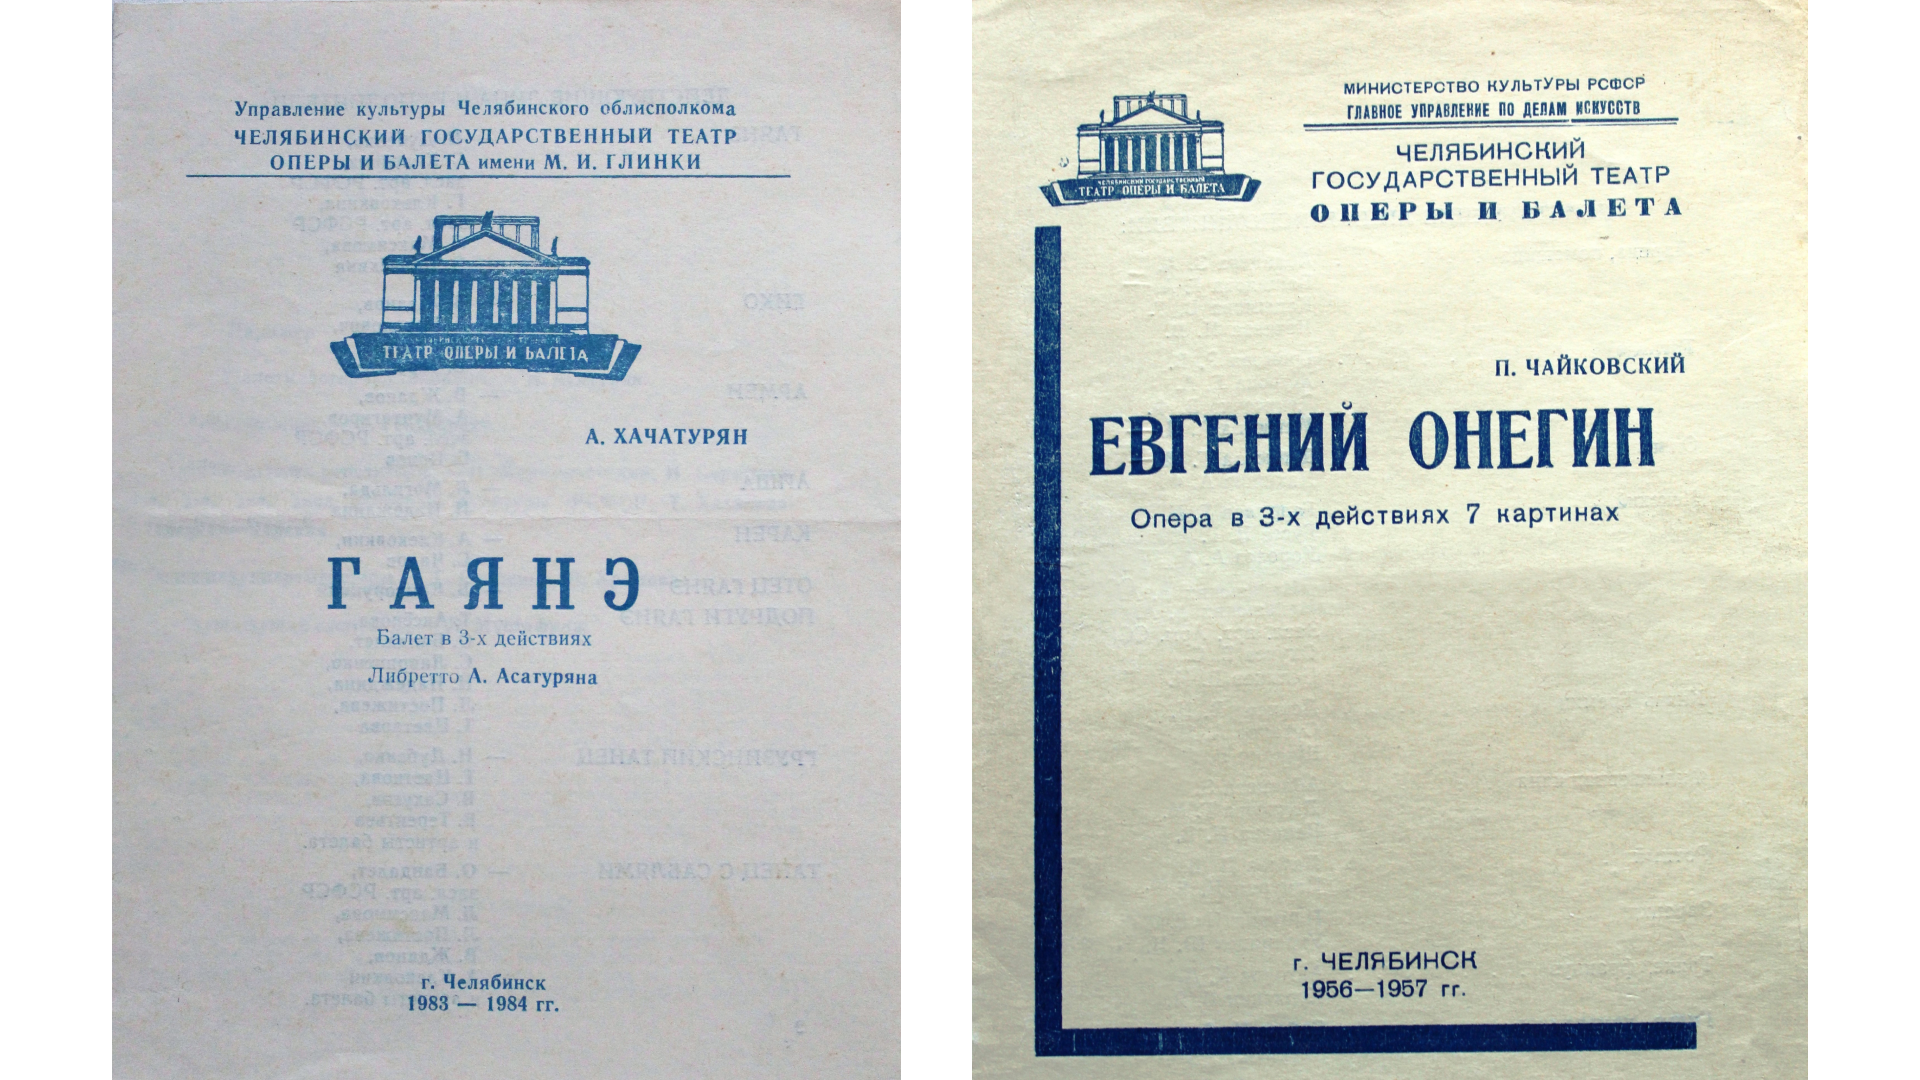 Управление культуры Челябинского облисполкома
ЧЕЛЯБИНСКИЙ ГОСУДАРСТВЕННЫЙ ТЕАТР
ОПЕРЫ И БАЛЕТА имени М. И. ГЛИНКИ
ТЕАТР ОПЕРЫ И БАЛЕТА
А. ХАЧАТУРЯН
ГАЯНЭ
Балет в 3-х действиях
Либретто А. Асатуряна
г. Челябинск
1983 — 1984 гг.
МИНИСТЕРСТВО КУЛЬТУРЫ РСФСР
ГЛАВНОЕ УПРАВЛЕНИЕ ПО ДЕЛАМ ИСКУССТВ
ЧЕЛЯБИНСКИЙ
ГОСУДАРСТВЕННЫЙ ТЕАТР
ОПЕРЫ И БАЛЕТА
ЧЕЛЯБИНСКИЙ ГОСУДАРСТВЕННЫЙ
ТЕАТР ОПЕРЫ И БАЛЕТА
П. ЧАЙКОВСКИЙ
ЕВГЕНИЙ ОНЕГИН
Опера в 3-х действиях 7 картинах
г. ЧЕЛЯБИНСК
1956—1957 гг.